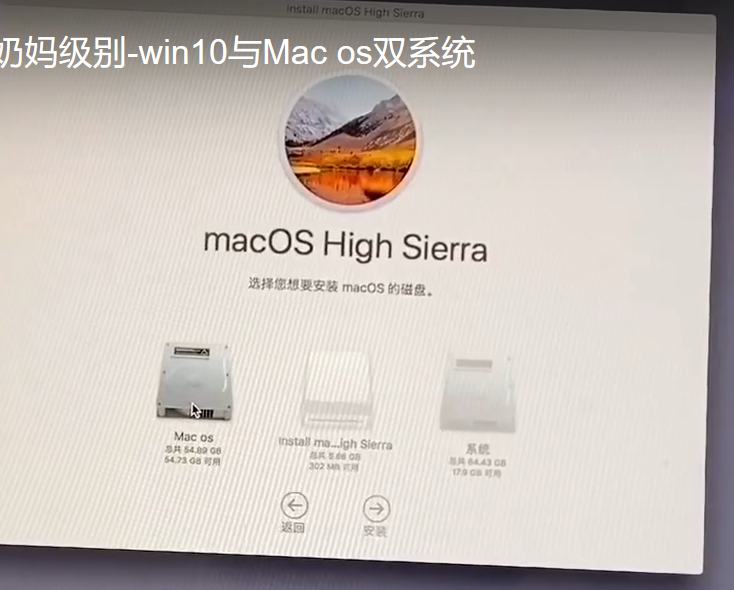 Install macOS High Sierra
奶妈级别-win10与Mac os双系统
macOS High Sierra
选择您想要安装 macOS 的磁盘。
Mac os
总共 54.89 GB
54.73 GB 可用
Install ma...igh Sierra
总共 5.66 GB
302 MB 可用
系统
总共 64.43 GB
17.9 GB 可用
返回
安装